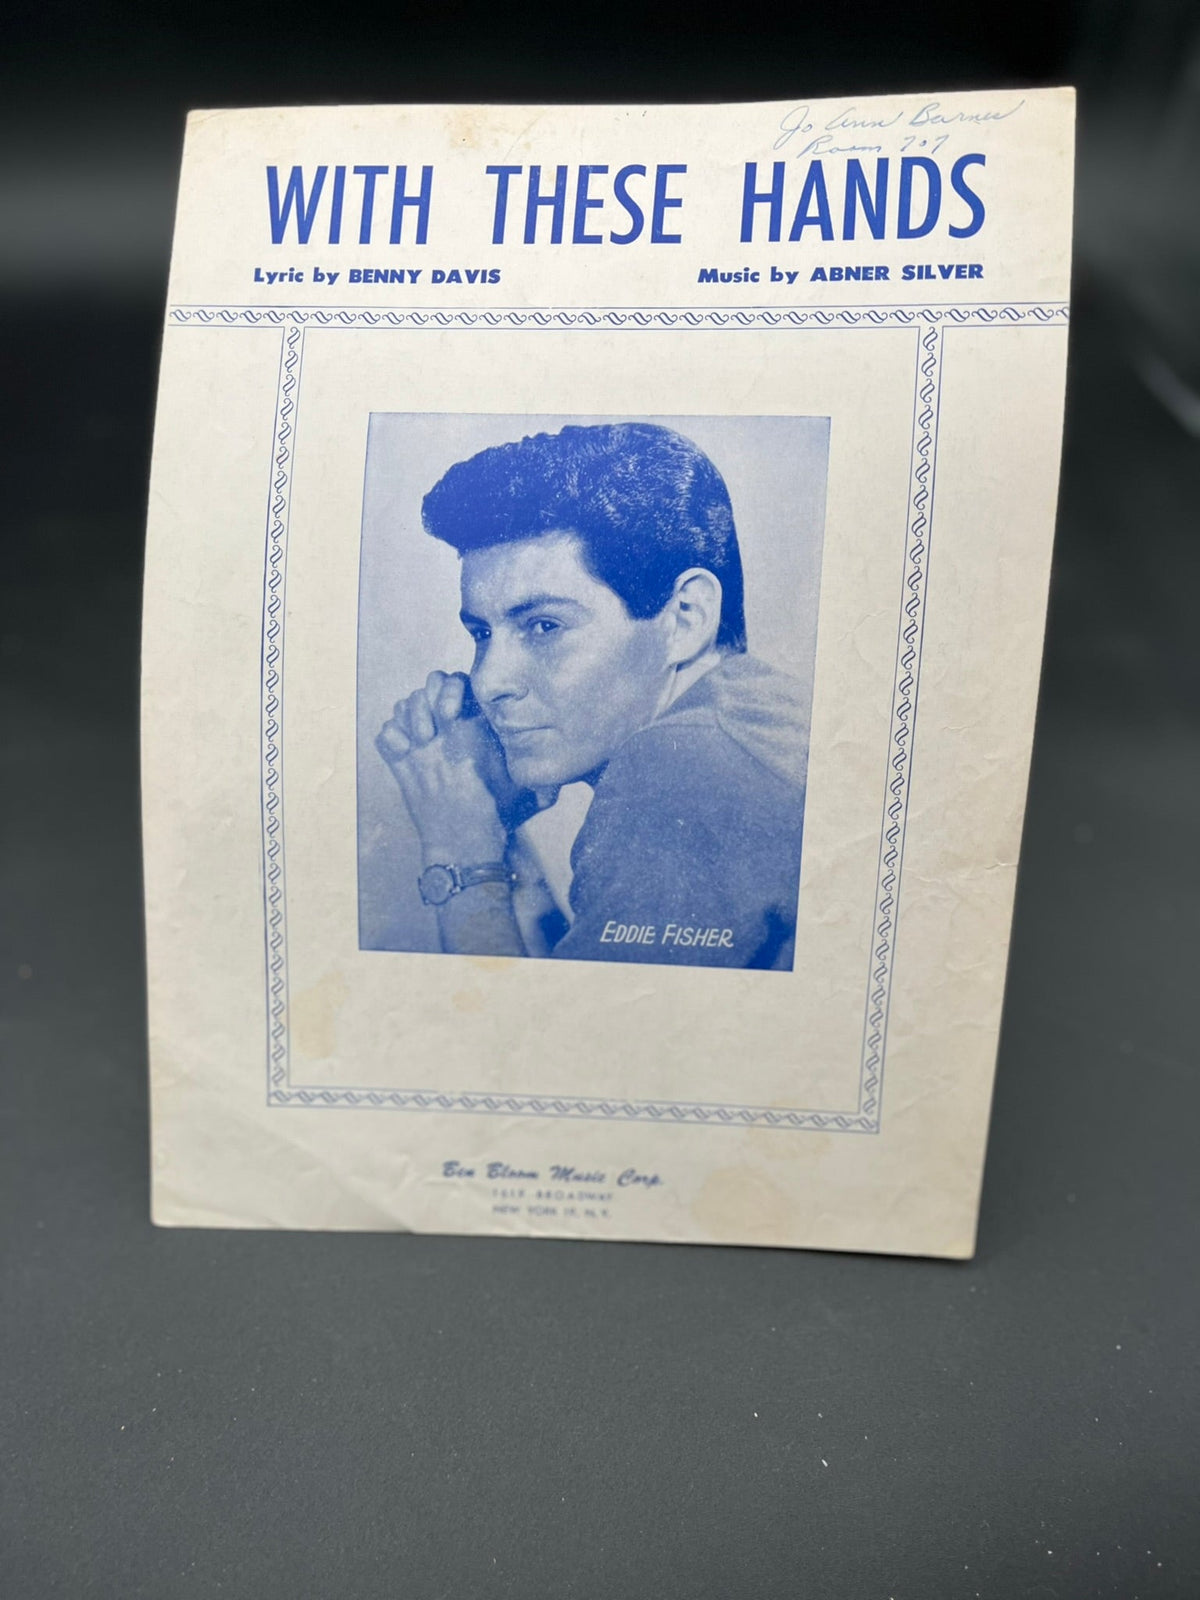 Jo Ann Barnes
Room 707
WITH THESE HANDS
Lyric by BENNY DAVIS Music by ABNER SILVER
EDDIE FISHER
Ben Bloom Music Corp.
1619 BROADWAY
NEW YORK 19, N. Y.